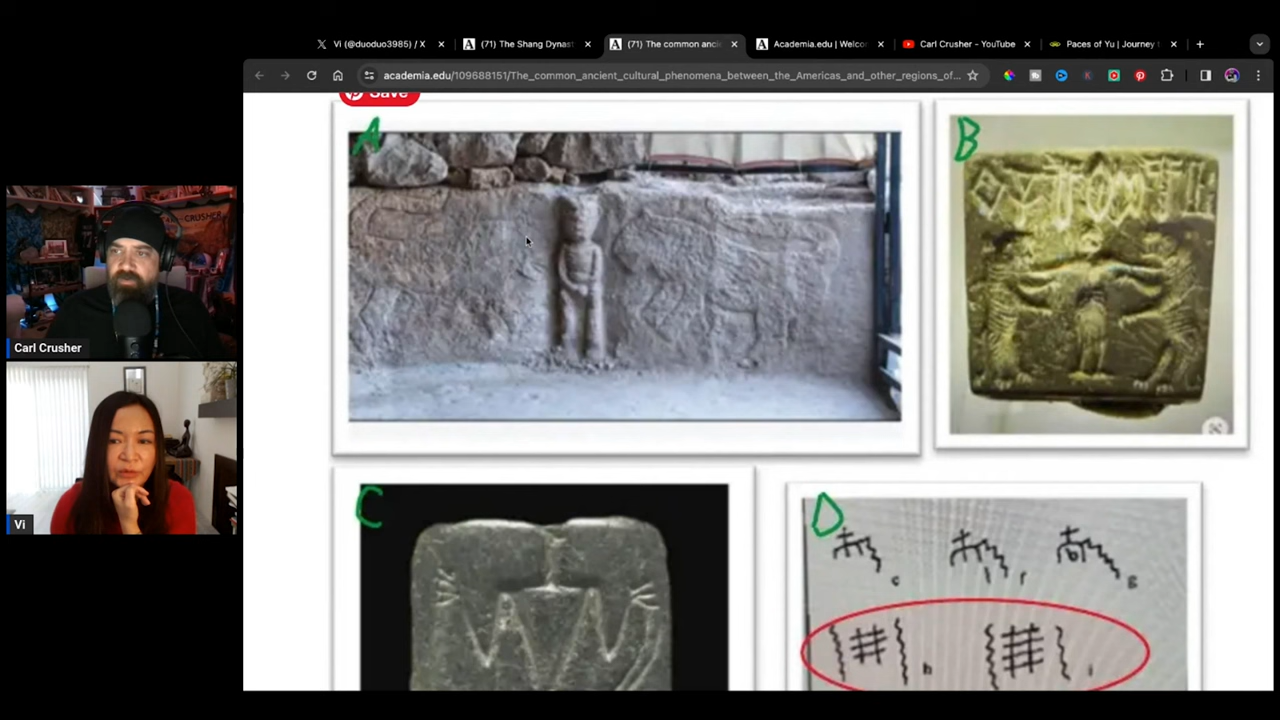 Vi (@duoduo3985) / X
(71) The Shang Dynast
(71) The common anci
Academia.edu | Welco
Carl Crusher - YouTube
Paces of Yu | Journey t
academia.edu/109688151/The_common_ancient_cultural_phenomena_between_the_Americas_and_other_regions_of...
Save
A
B
CRUSHER
Carl Crusher
Vi
C
D
c
f
g
h
i